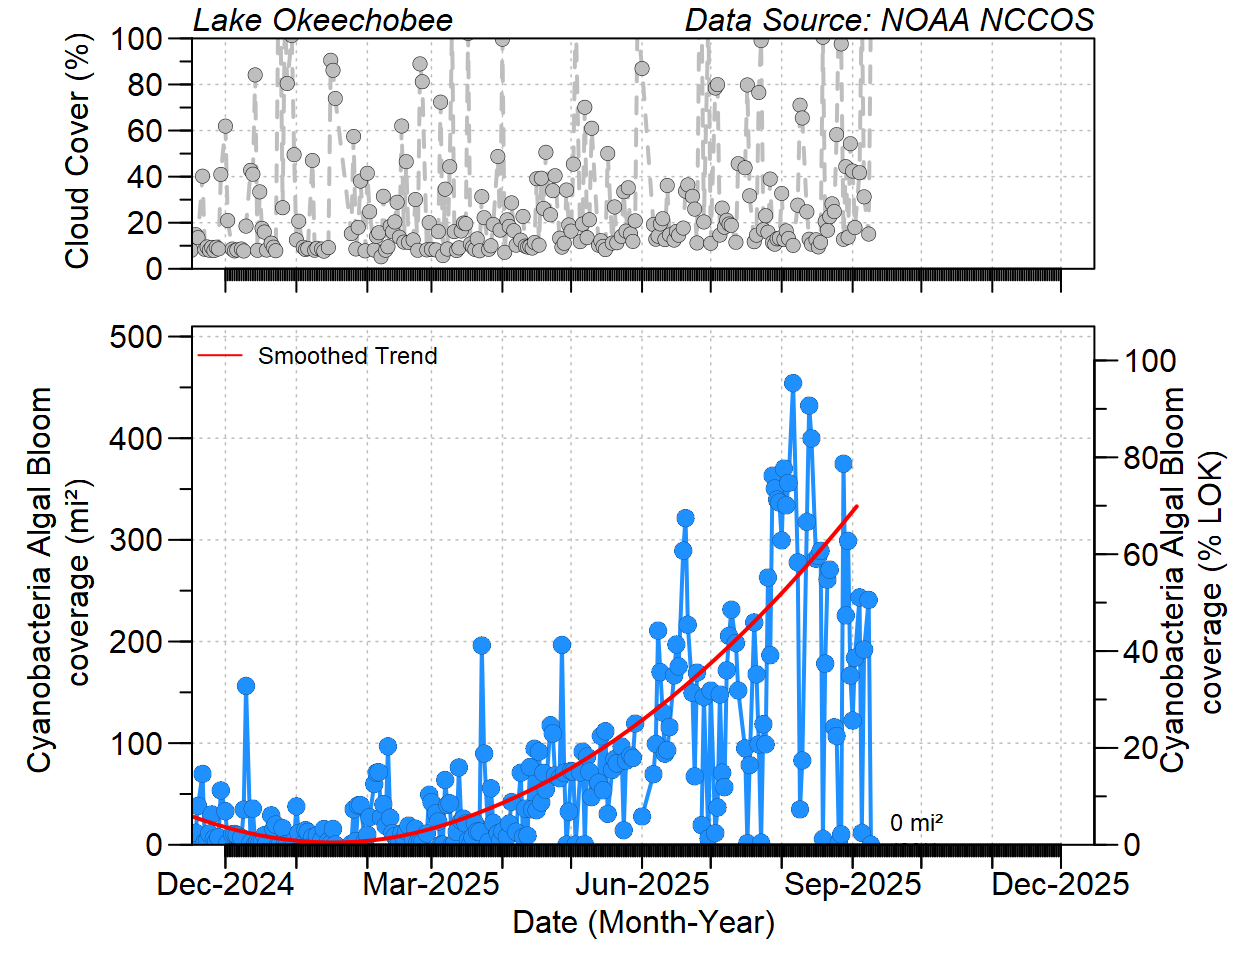 Lake Okeechobee Data Source: NOAA NCCOS
Cloud Cover (%)
100
80
60
40
20
0
Cyanobacteria Algal Bloom
coverage (mi²)
500
400
300
200
100
0
Smoothed Trend
0 mi²
100
80
60
40
20
0
Cyanobacteria Algal Bloom
coverage (% LOK)
Dec-2024 Mar-2025 Jun-2025 Sep-2025 Dec-2025
Date (Month-Year)